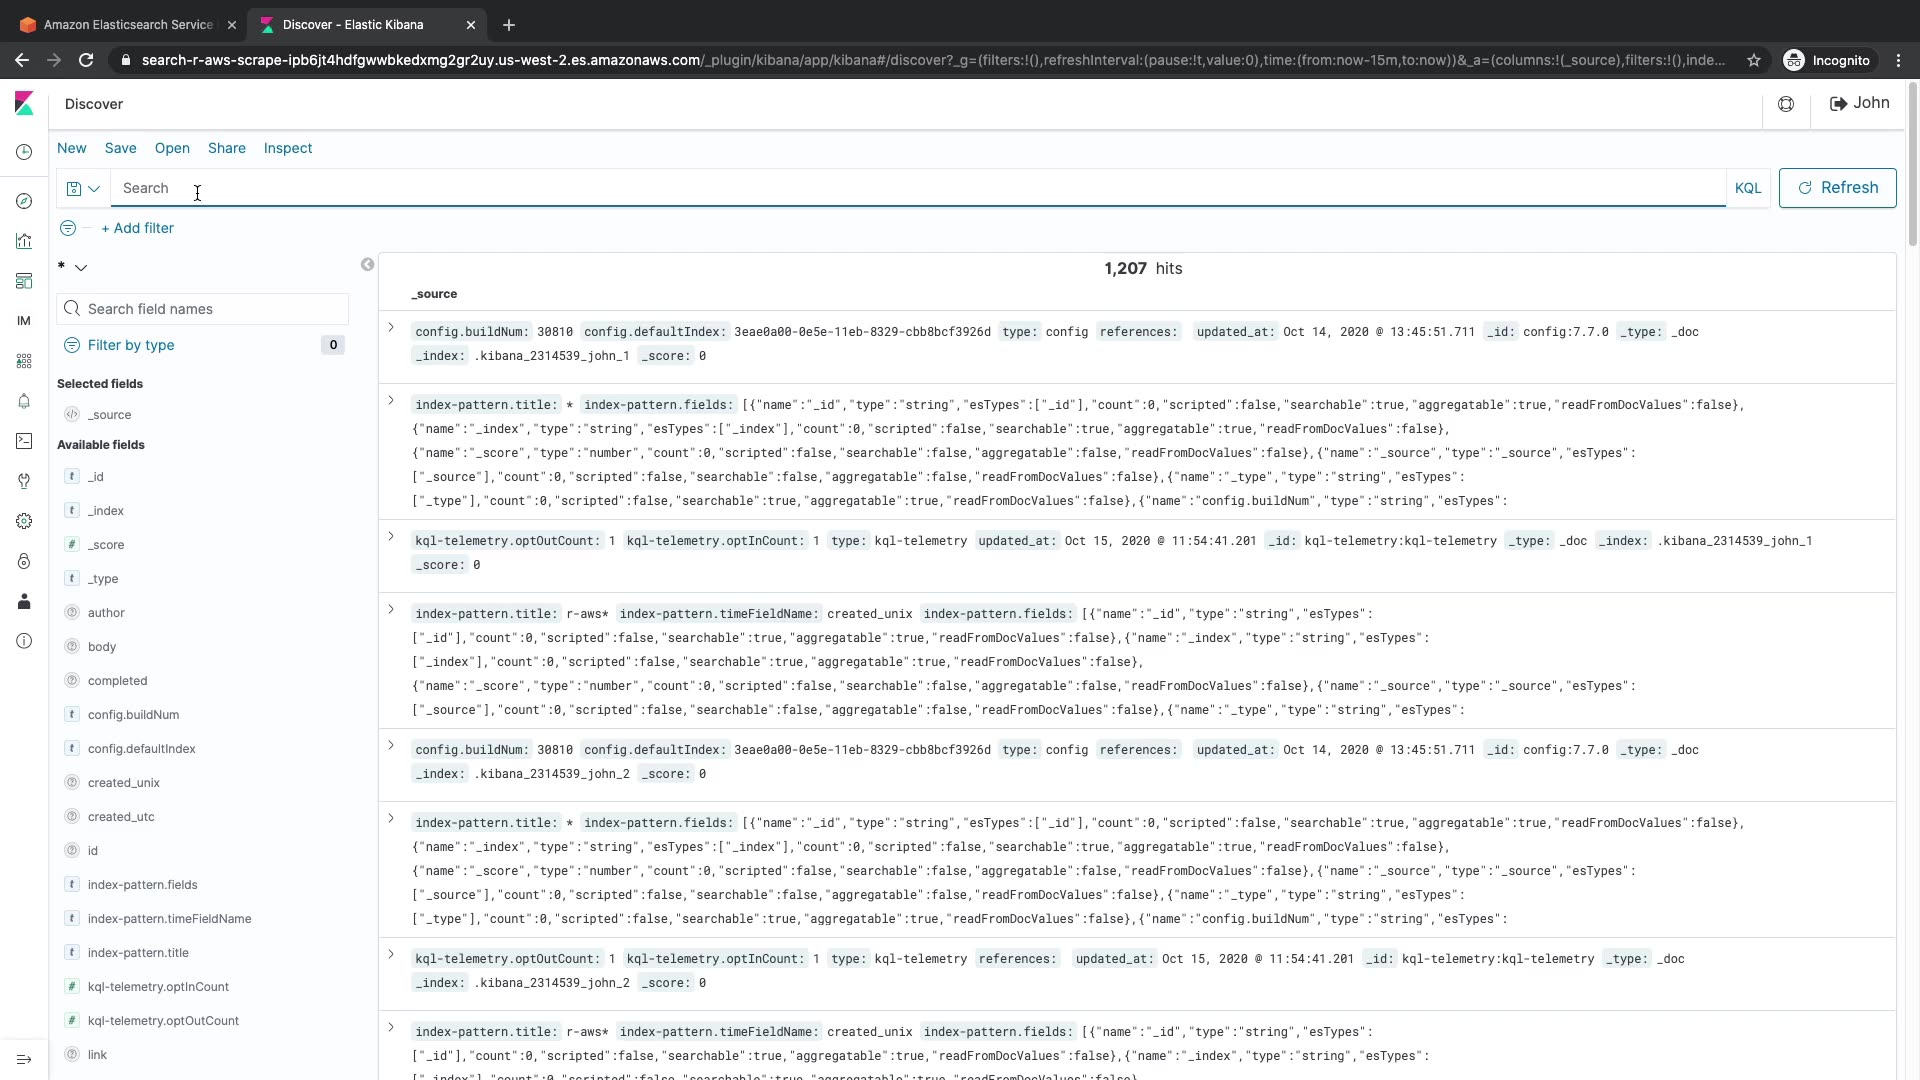 Amazon Elasticsearch Service
Discover - Elastic Kibana
search-r-aws-scrape-ipb6jt4hdfgwwbkedxmg2gr2uy.us-west-2.es.amazonaws.com/_plugin/kibana/app/kibana#/discover?_g=(filters:!(),refreshInterval:(pause:!t,value:0),time:(from:now-15m,to:now))&_a=(columns:!(_source),filters:!(),inde...
Incognito
Discover
John
New Save Open Share Inspect
Search
KQL
Refresh
+ Add filter
*
Search field names
Filter by type 0
Selected fields
_source
Available fields
_id
_index
_score
_type
author
body
completed
config.buildNum
config.defaultIndex
created_unix
created_utc
id
index-pattern.fields
index-pattern.timeFieldName
index-pattern.title
kql-telemetry.optInCount
kql-telemetry.optOutCount
link
IM
1,207 hits
_source
config.buildNum: 30810 config.defaultIndex: 3eae0a00-0e5e-11eb-8329-cbb8bcf3926d type: config references: updated_at: Oct 14, 2020 @ 13:45:51.711 _id: config:7.7.0 _type: _doc
_index: .kibana_2314539_john_1 _score: 0
index-pattern.title: * index-pattern.fields: [{"name":"_id","type":"string","esTypes":["_id"],"count":0,"scripted":false,"searchable":true,"aggregatable":true,"readFromDocValues":false},
{"name":"_index","type":"string","esTypes":["_index"],"count":0,"scripted":false,"searchable":true,"aggregatable":true,"readFromDocValues":false},
{"name":"_score","type":"number","count":0,"scripted":false,"searchable":false,"aggregatable":false,"readFromDocValues":false},{"name":"_source","type":"_source","esTypes":
["_source"],"count":0,"scripted":false,"searchable":false,"aggregatable":false,"readFromDocValues":false},{"name":"_type","type":"string","esTypes":
["_type"],"count":0,"scripted":false,"searchable":true,"aggregatable":true,"readFromDocValues":false},{"name":"config.buildNum","type":"string","esTypes":
kql-telemetry.optOutCount: 1 kql-telemetry.optInCount: 1 type: kql-telemetry updated_at: Oct 15, 2020 @ 11:54:41.201 _id: kql-telemetry:kql-telemetry _type: _doc _index: .kibana_2314539_john_1
_score: 0
index-pattern.title: r-aws* index-pattern.timeFieldName: created_unix index-pattern.fields: [{"name":"_id","type":"string","esTypes":
["_id"],"count":0,"scripted":false,"searchable":true,"aggregatable":true,"readFromDocValues":false},{"name":"_index","type":"string","esTypes":
["_index"],"count":0,"scripted":false,"searchable":true,"aggregatable":true,"readFromDocValues":false},
{"name":"_score","type":"number","count":0,"scripted":false,"searchable":false,"aggregatable":false,"readFromDocValues":false},{"name":"_source","type":"_source","esTypes":
["_source"],"count":0,"scripted":false,"searchable":false,"aggregatable":false,"readFromDocValues":false},{"name":"_type","type":"string","esTypes":
config.buildNum: 30810 config.defaultIndex: 3eae0a00-0e5e-11eb-8329-cbb8bcf3926d type: config references: updated_at: Oct 14, 2020 @ 13:45:51.711 _id: config:7.7.0 _type: _doc
_index: .kibana_2314539_john_2 _score: 0
index-pattern.title: * index-pattern.fields: [{"name":"_id","type":"string","esTypes":["_id"],"count":0,"scripted":false,"searchable":true,"aggregatable":true,"readFromDocValues":false},
{"name":"_index","type":"string","esTypes":["_index"],"count":0,"scripted":false,"searchable":true,"aggregatable":true,"readFromDocValues":false},
{"name":"_score","type":"number","count":0,"scripted":false,"searchable":false,"aggregatable":false,"readFromDocValues":false},{"name":"_source","type":"_source","esTypes":
["_source"],"count":0,"scripted":false,"searchable":false,"aggregatable":false,"readFromDocValues":false},{"name":"_type","type":"string","esTypes":
["_type"],"count":0,"scripted":false,"searchable":true,"aggregatable":true,"readFromDocValues":false},{"name":"config.buildNum","type":"string","esTypes":
kql-telemetry.optOutCount: 1 kql-telemetry.optInCount: 1 type: kql-telemetry references: updated_at: Oct 15, 2020 @ 11:54:41.201 _id: kql-telemetry:kql-telemetry _type: _doc
_index: .kibana_2314539_john_2 _score: 0
index-pattern.title: r-aws* index-pattern.timeFieldName: created_unix index-pattern.fields: [{"name":"_id","type":"string","esTypes":
["_id"],"count":0,"scripted":false,"searchable":true,"aggregatable":true,"readFromDocValues":false},{"name":"_index","type":"string","esTypes":
["_index"],"count":0,"scripted":false,"searchable":true,"aggregatable":true,"readFromDocValues":false},